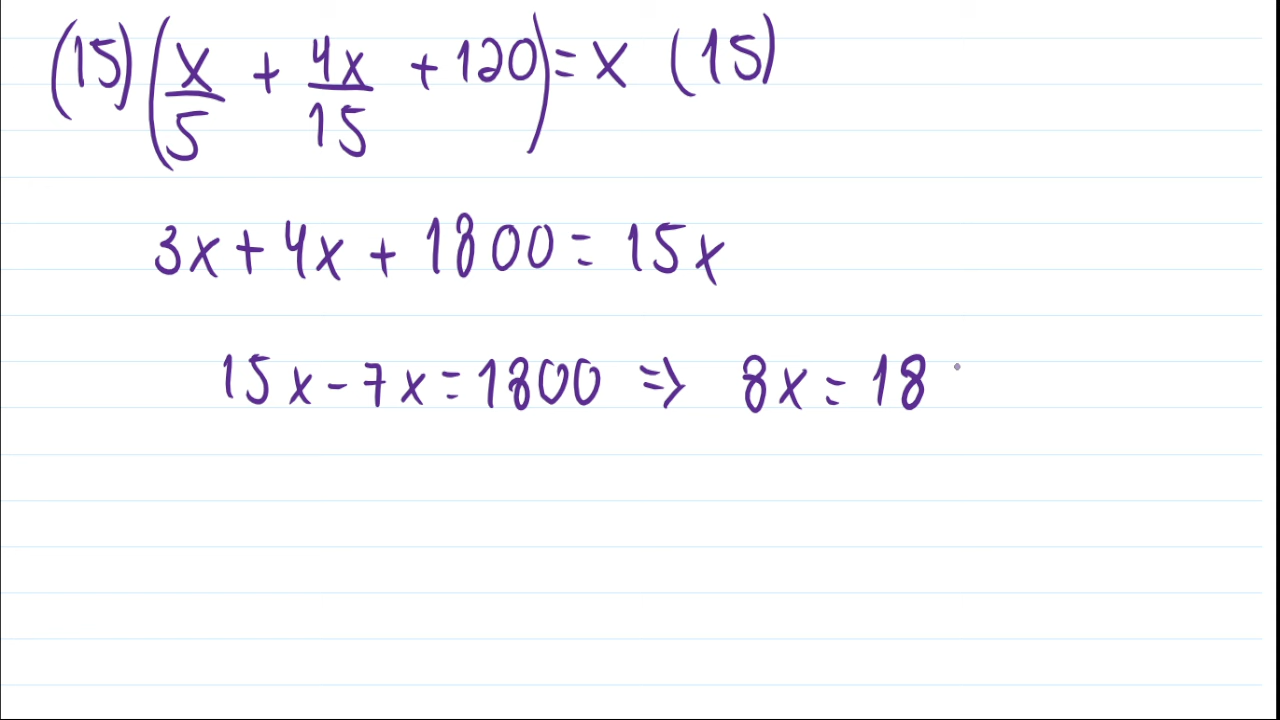 (15)(x/5 + 4x/15 + 120) = x (15)
3x + 4x + 1800 = 15x
15x - 7x = 1800 ⇒ 8x = 18